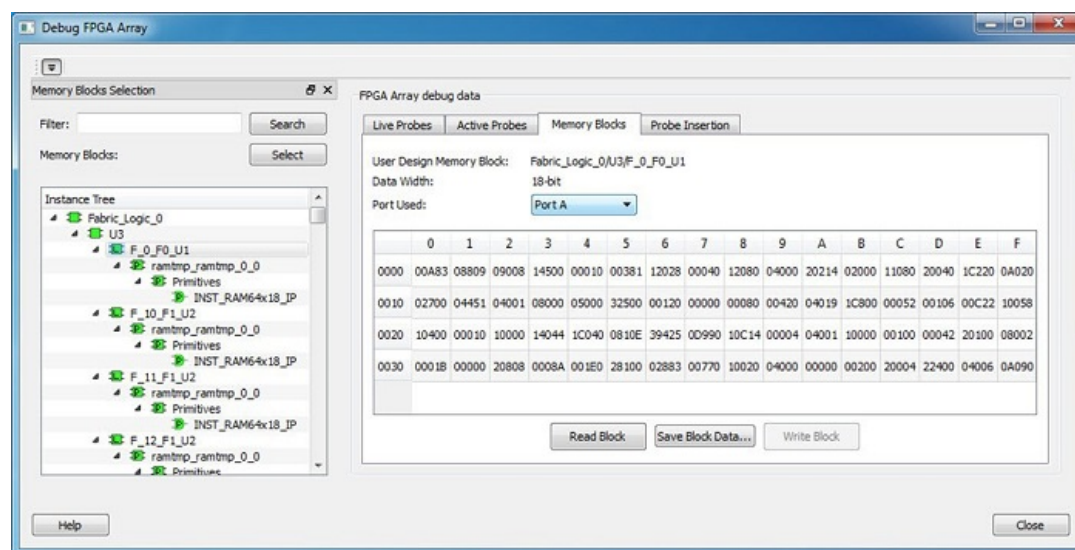 Debug FPGA Array
Memory Blocks Selection
Filter: Search
Memory Blocks: Select
Instance Tree
Fabric_Logic_0
U3
F_0_F0_U1
ramtmp_ramtmp_0_0
Primitives
INST_RAM64x18_IP
F_10_F1_U2
ramtmp_ramtmp_0_0
Primitives
INST_RAM64x18_IP
F_11_F1_U2
ramtmp_ramtmp_0_0
Primitives
INST_RAM64x18_IP
F_12_F1_U2
ramtmp_ramtmp_0_0
Primitives
FPGA Array debug data
Live Probes Active Probes Memory Blocks Probe Insertion
User Design Memory Block: Fabric_Logic_0/U3/F_0_F0_U1
Data Width: 18-bit
Port Used: Port A
0 1 2 3 4 5 6 7 8 9 A B C D E F
0000 00A83 08809 09008 14500 00010 00381 12028 00040 12080 04000 20214 02000 11080 20040 1C220 0A020
0010 02700 04451 04001 08000 05000 32500 00120 00000 00080 00420 04019 1C800 00052 00106 00C22 10058
0020 10400 00010 10000 14044 1C040 0810E 39425 0D990 10C14 00004 04001 10000 00100 00042 20100 08002
0030 0001B 00000 20808 0008A 001E0 28100 02883 00770 10020 04000 00000 00200 20004 22400 04006 0A090
Read Block Save Block Data... Write Block
Help Close